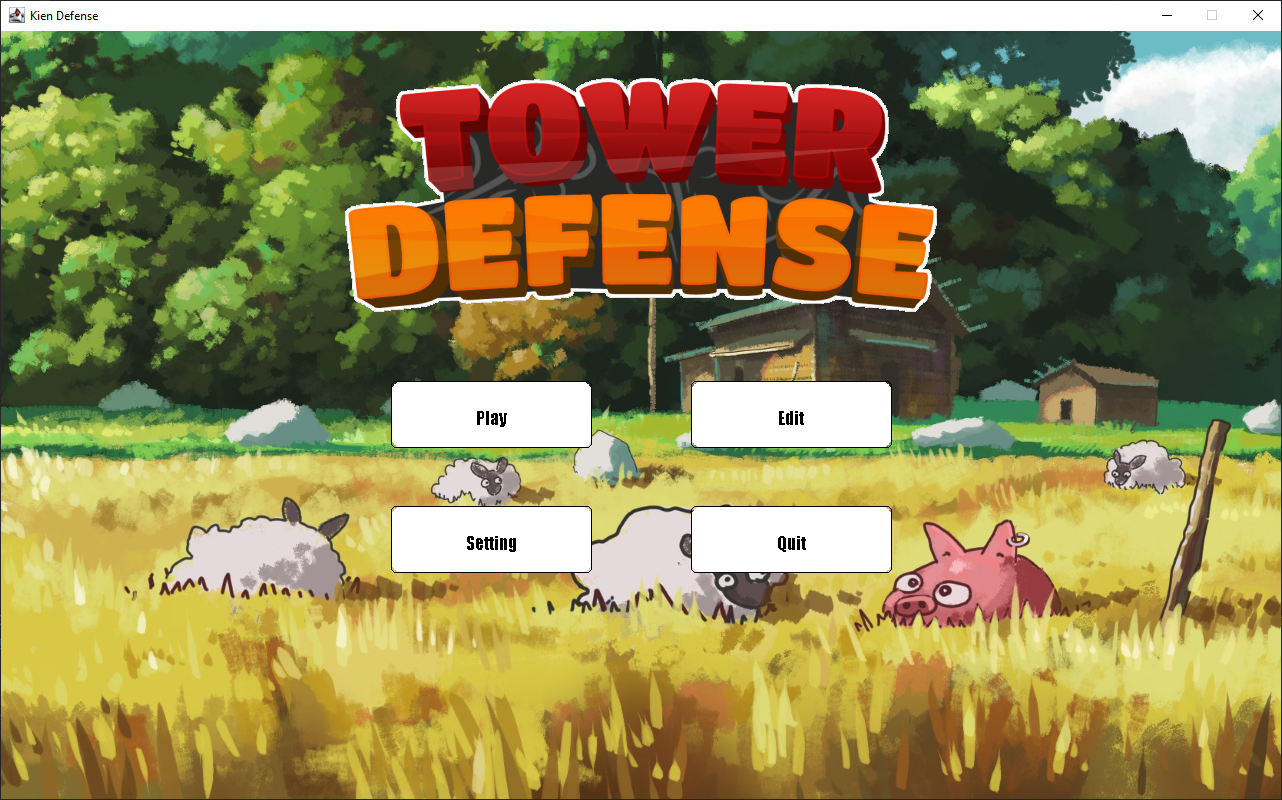 Kien Defense
TOWER
DEFENSE
Play
Edit
Setting
Quit